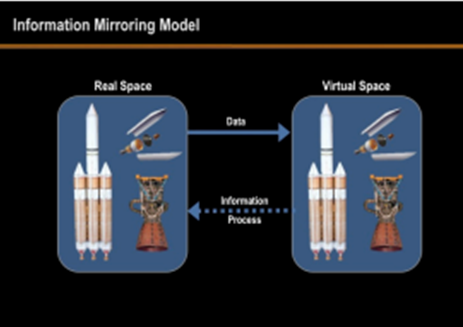 Information Mirroring Model
Real Space
Virtual Space
Data
Information
Process